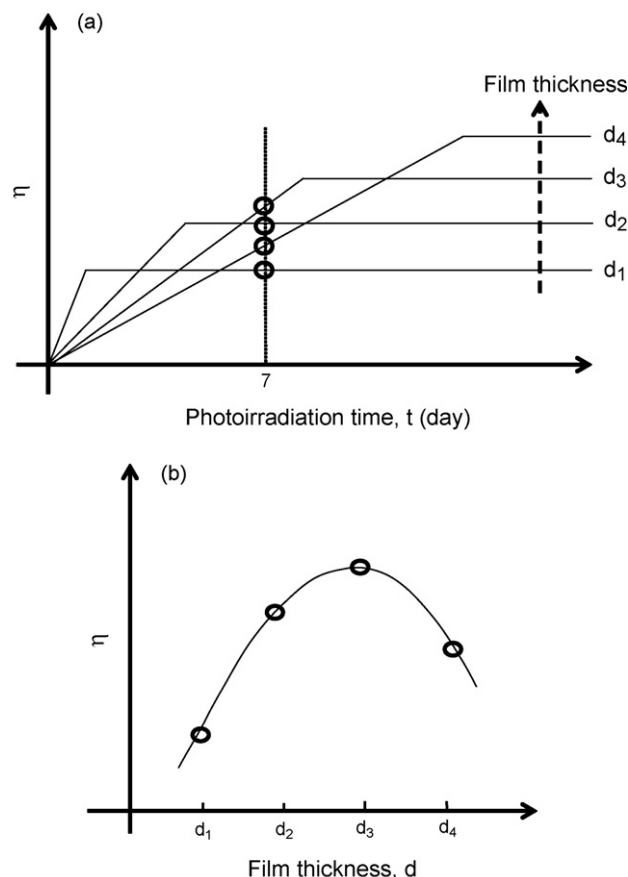 (a)
Film thickness
d4
d3
d2
d1
η
7
Photoirradiation time, t (day)
(b)
η
d1 d2 d3 d4
Film thickness, d